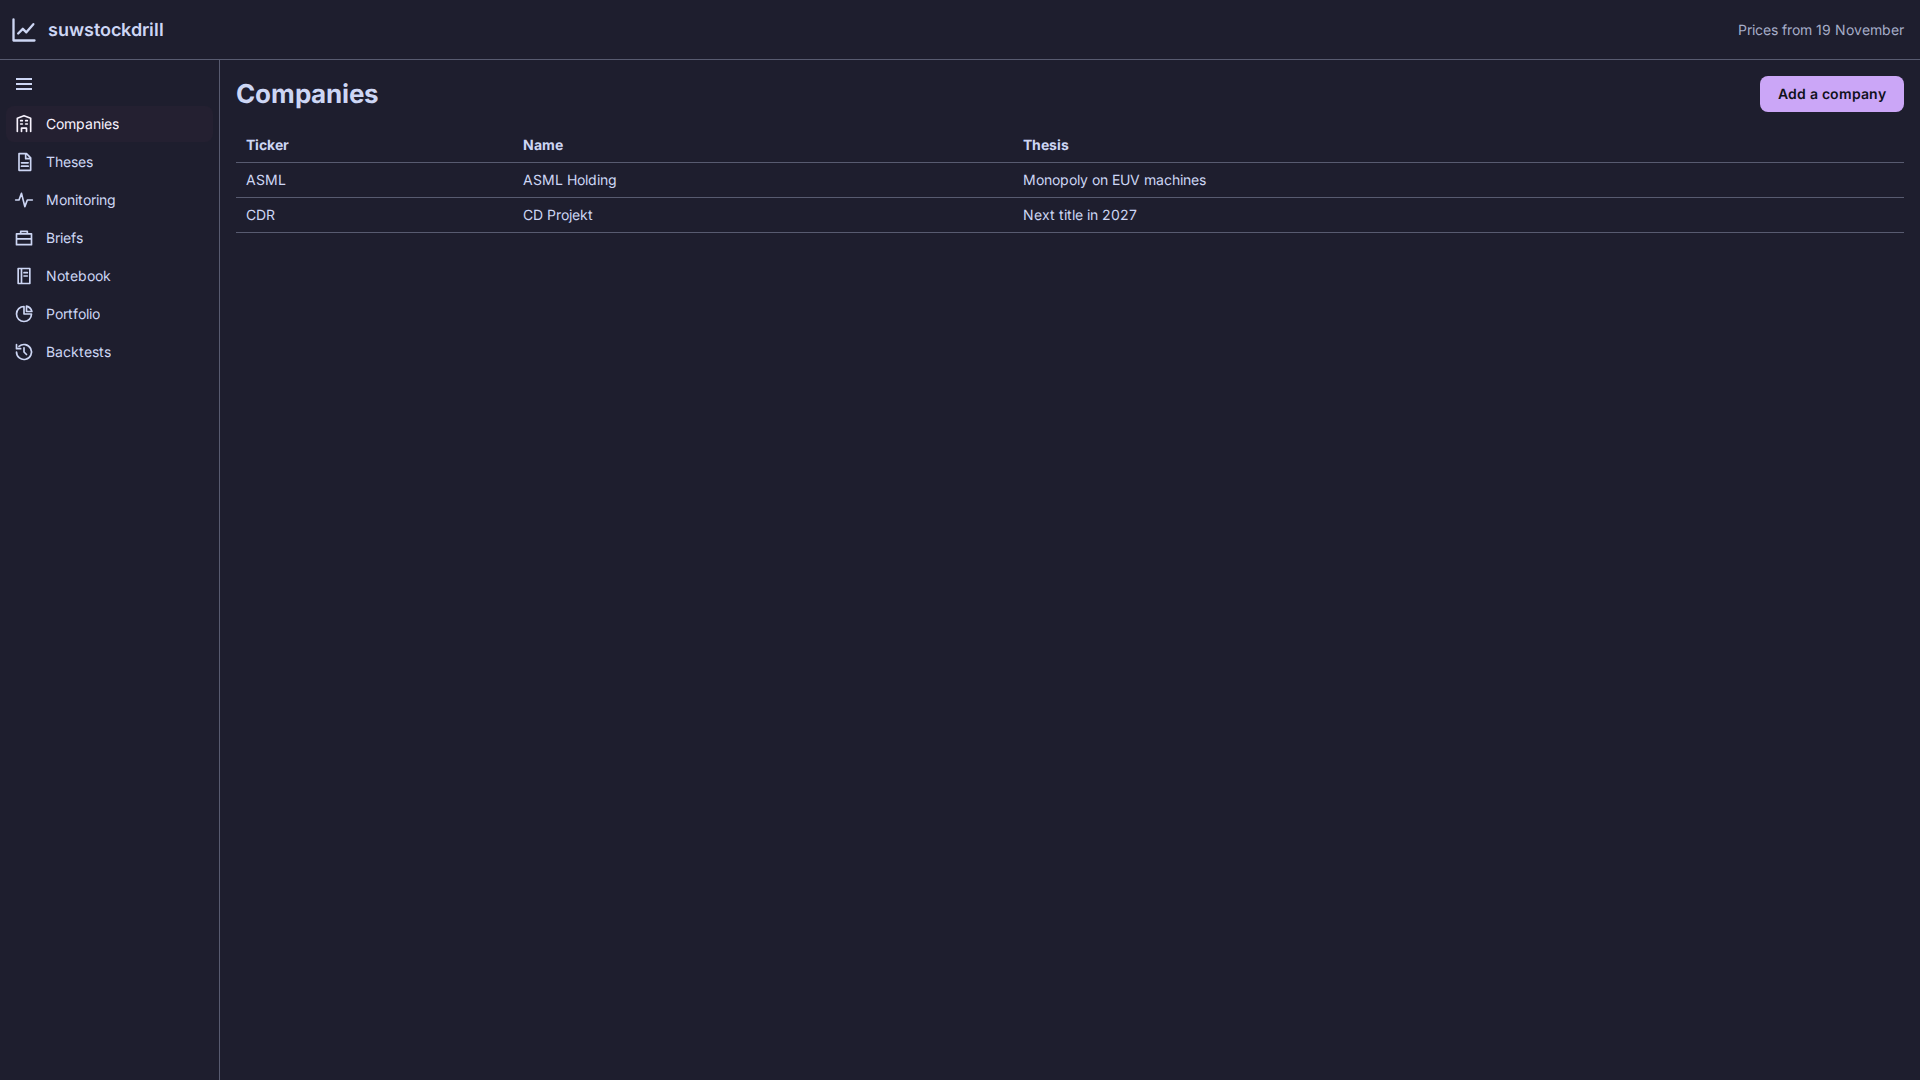 suwstockdrill
Prices from 19 November
Companies
Theses
Monitoring
Briefs
Notebook
Portfolio
Backtests
Companies
Add a company
Ticker Name Thesis
ASML ASML Holding Monopoly on EUV machines
CDR CD Projekt Next title in 2027